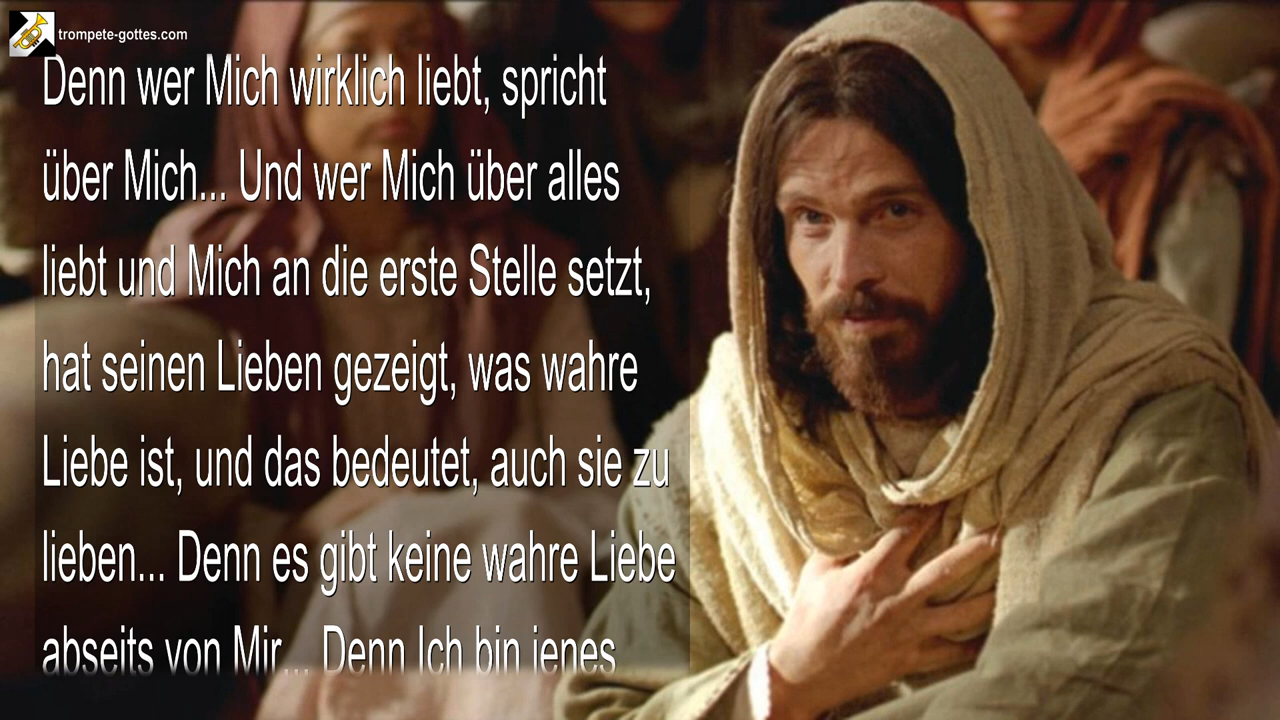 trompete-gottes.com
Denn wer Mich wirklich liebt, spricht
über Mich... Und wer Mich über alles
liebt und Mich an die erste Stelle setzt,
hat seinen Lieben gezeigt, was wahre
Liebe ist, und das bedeutet, auch sie zu
lieben... Denn es gibt keine wahre Liebe
abseits von Mir... Denn Ich bin jenes